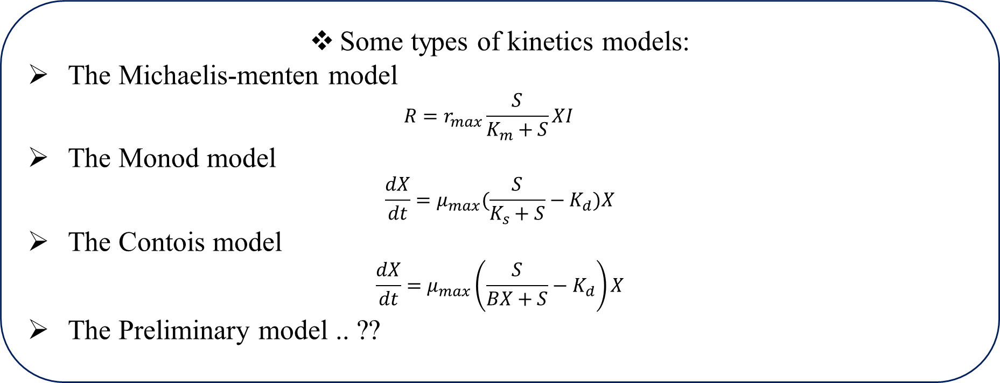 ❖ Some types of kinetics models:
➢ The Michaelis-menten model
$R = r_{max} \frac{S}{K_m + S} XI$
➢ The Monod model
$\frac{dX}{dt} = \mu_{max} (\frac{S}{K_s + S} - K_d) X$
➢ The Contois model
$\frac{dX}{dt} = \mu_{max} \left( \frac{S}{BX + S} - K_d \right) X$
➢ The Preliminary model .. ??